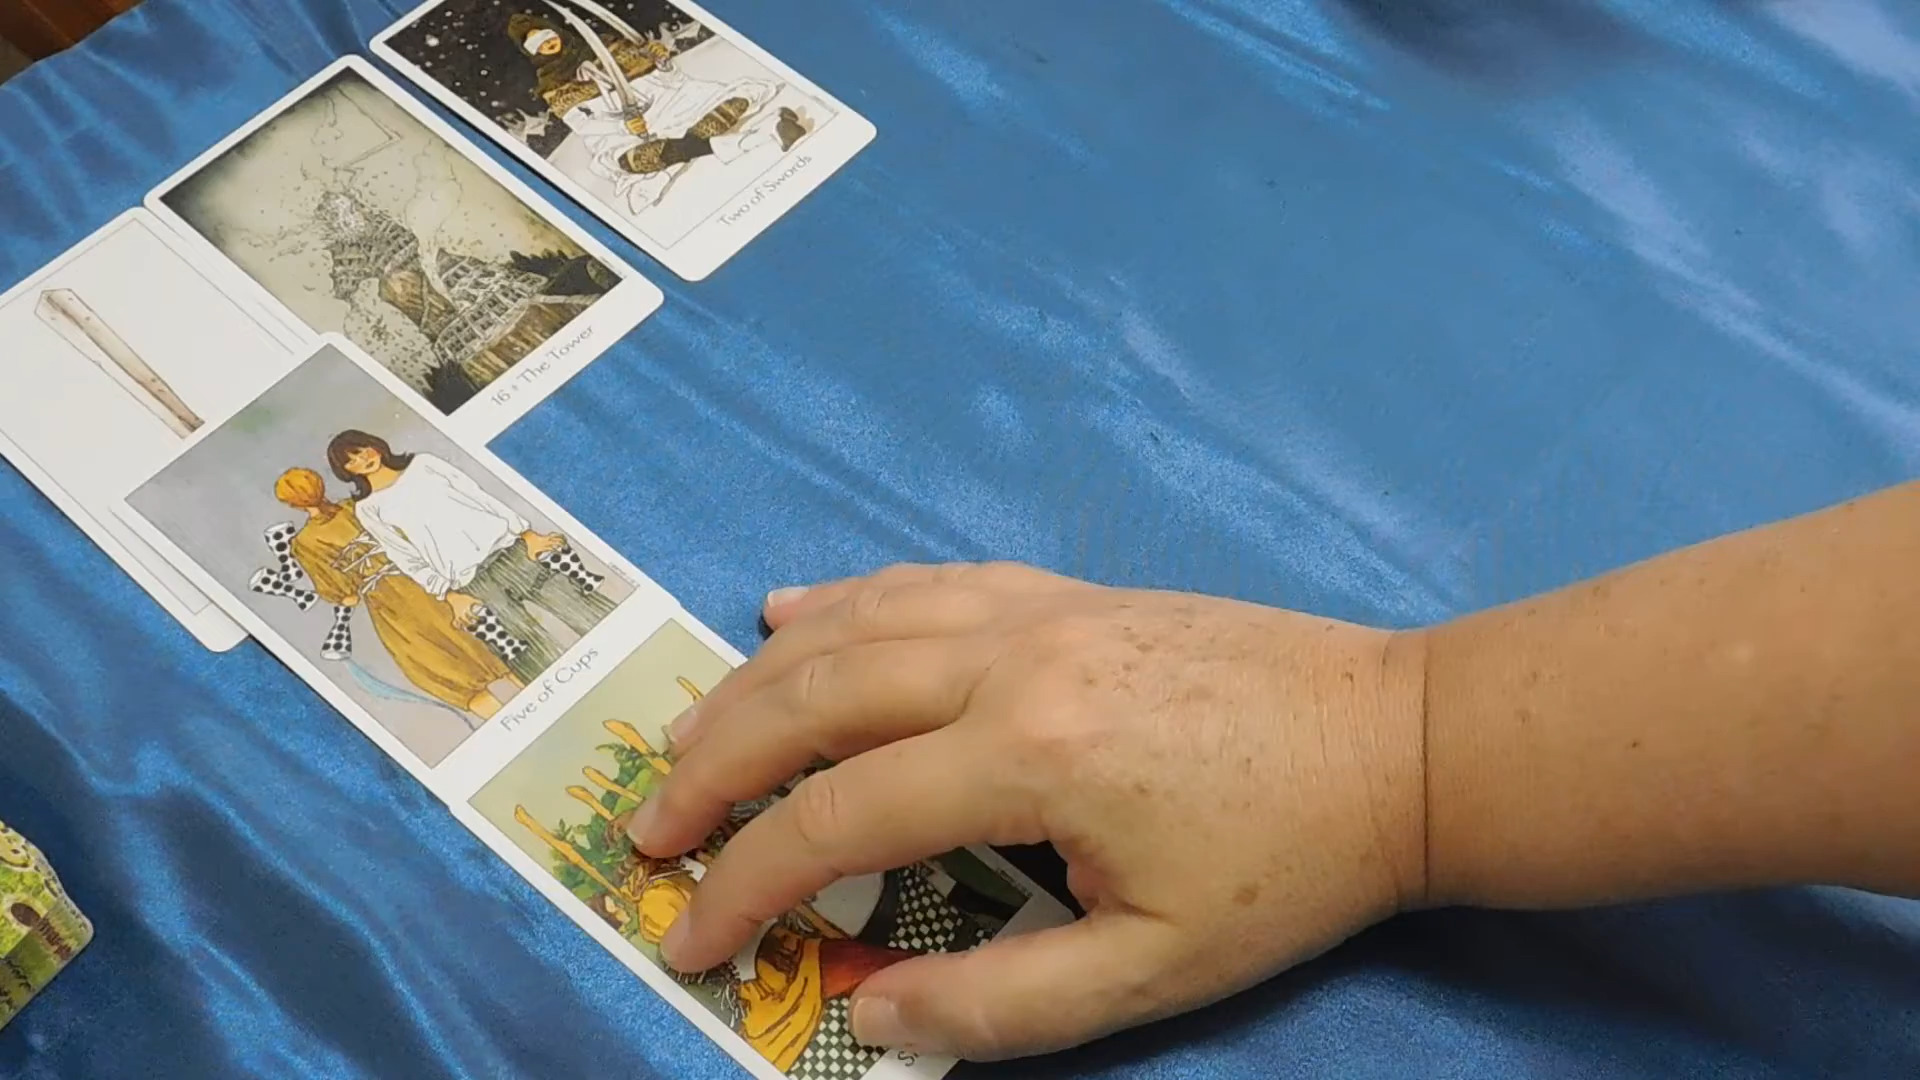 Two of Swords
16 + The Tower
Five of Cups